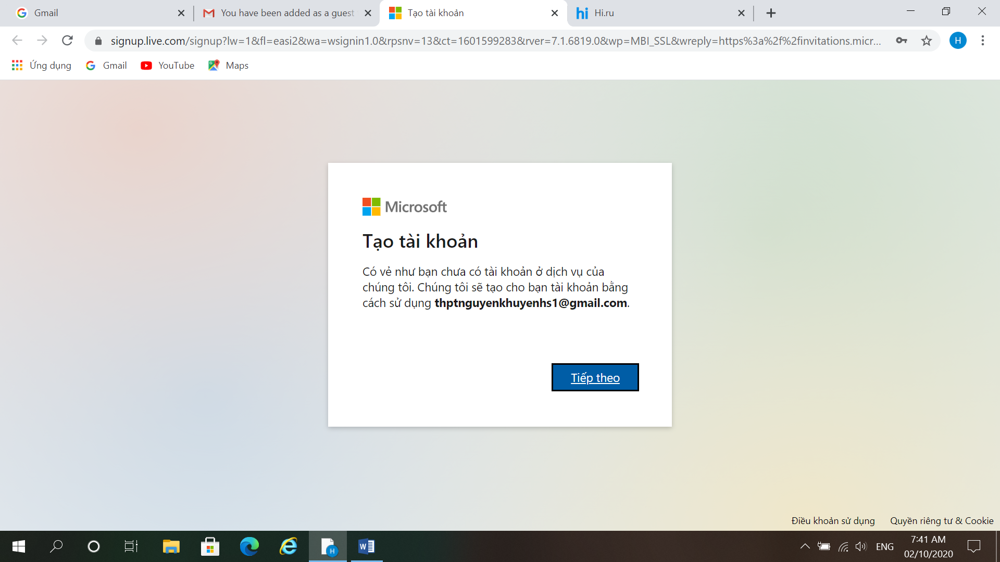 Gmail
You have been added as a guest
Tạo tài khoản
hi Hi.ru
signup.live.com/signup?lw=1&fl=easi2&wa=wsignin1.0&rpsnv=13&ct=1601599283&rver=7.1.6819.0&wp=MBI_SSL&wreply=https%3a%2f%2finvitations.micr...
H
Ứng dụng
Gmail
YouTube
Maps
Microsoft
Tạo tài khoản
Có vẻ như bạn chưa có tài khoản ở dịch vụ của
chúng tôi. Chúng tôi sẽ tạo cho bạn tài khoản bằng
cách sử dụng thptnguyenkhuyenhs1@gmail.com.
Tiếp theo
Điều khoản sử dụng
Quyền riêng tư & Cookie
H
W
ENG
7:41 AM
02/10/2020